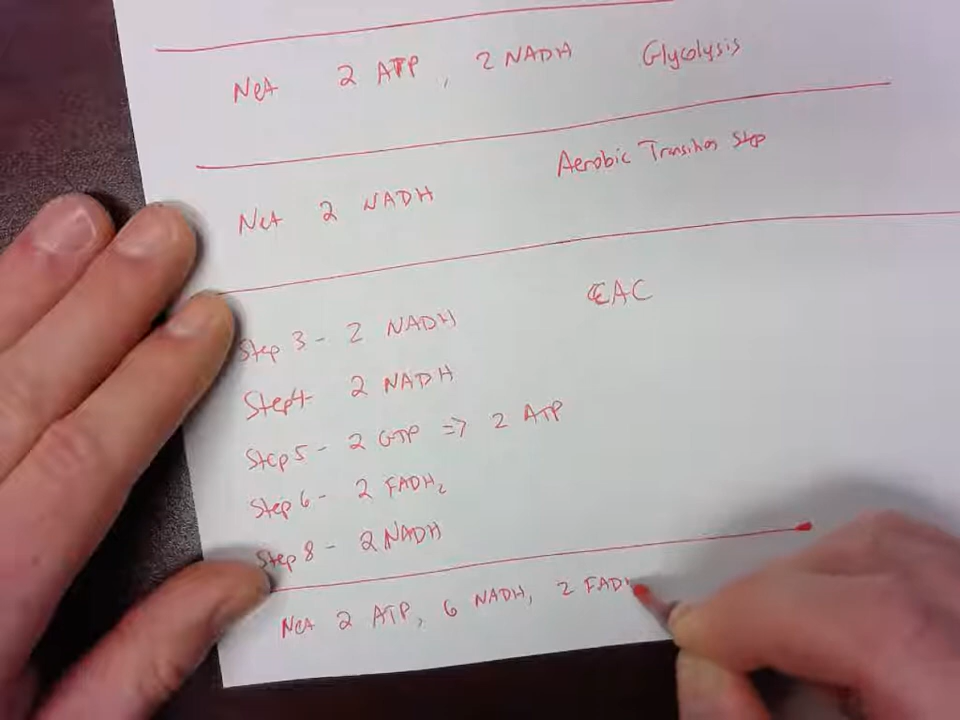 Net 2 ATP, 2 NADH Glycolysis
Net 2 NADH Aerobic Transition Step
CAC
Step 3 - 2 NADH
Step 4 2 NADH
Step 5 - 2 GTP => 2 ATP
Step 6 - 2 FADH₂
Step 8 - 2 NADH
Net 2 ATP, 6 NADH, 2 FADH